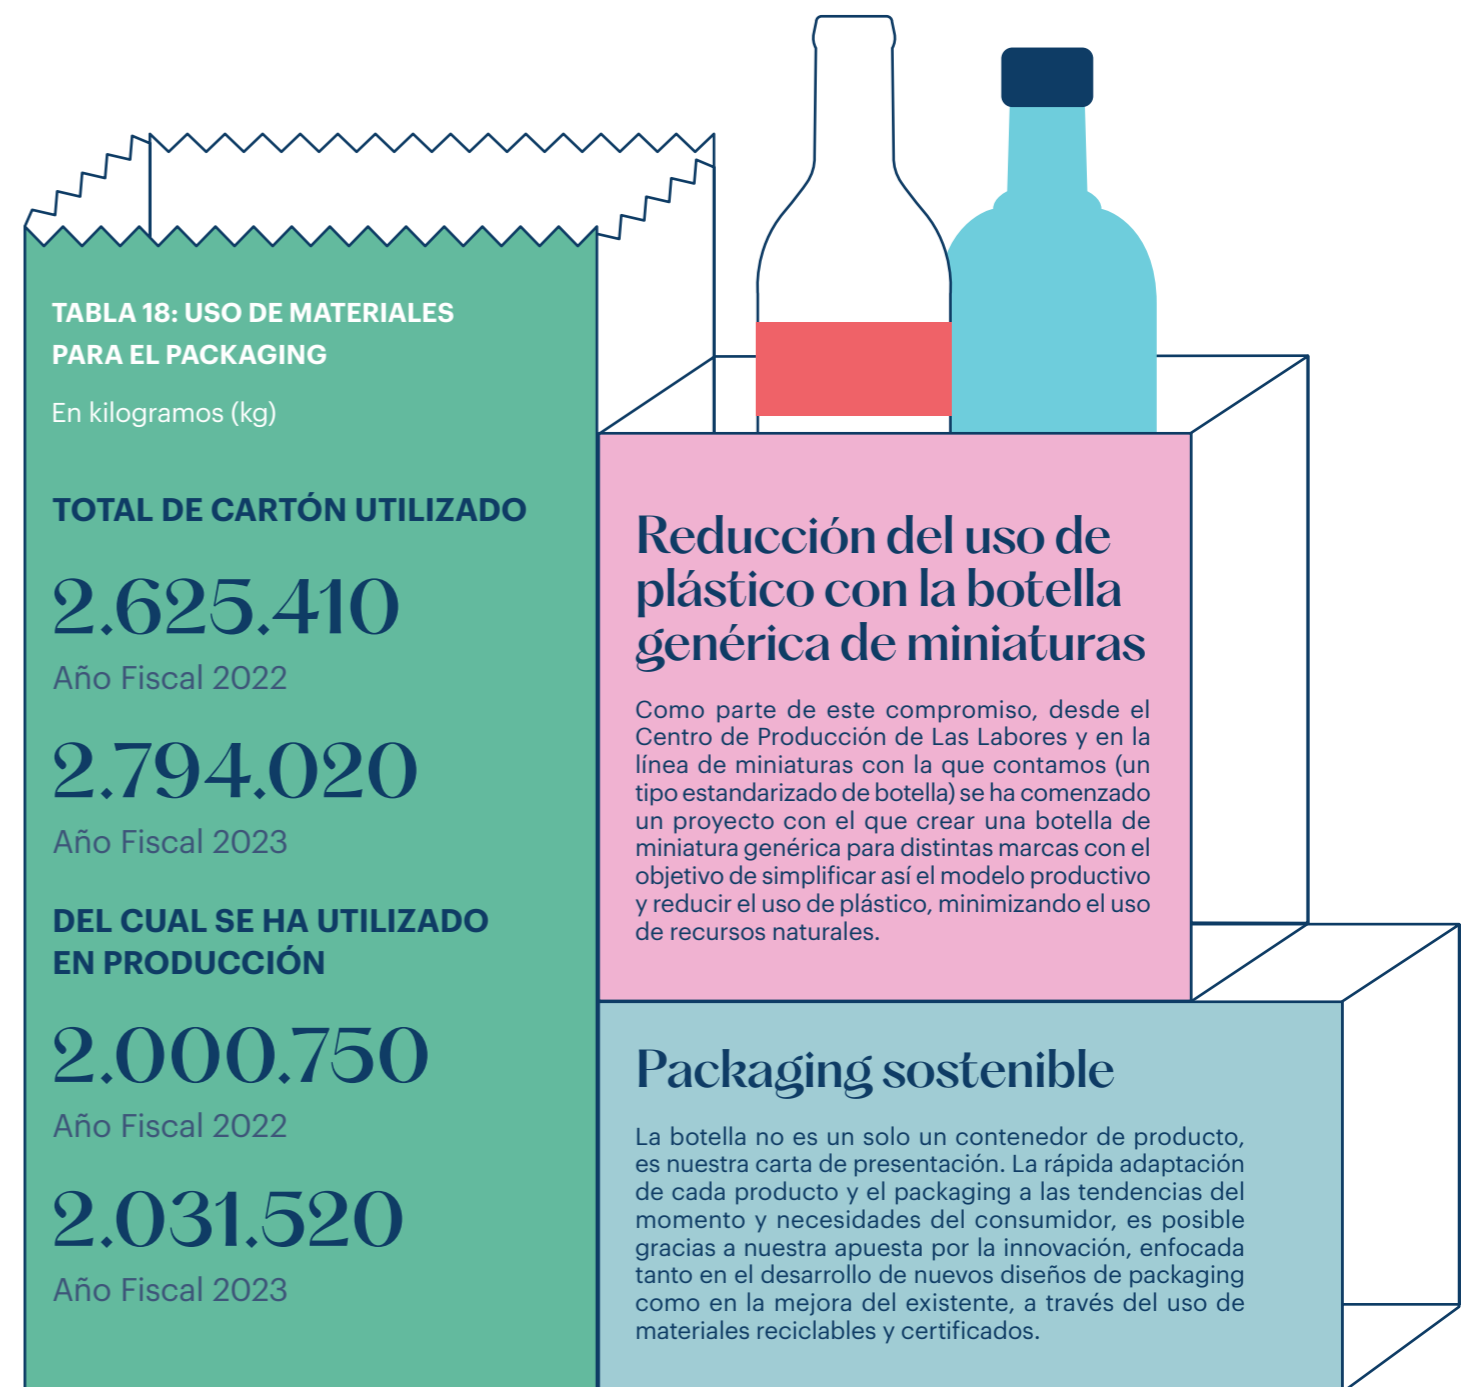 TABLA 18: USO DE MATERIALES
PARA EL PACKAGING
En kilogramos (kg)
TOTAL DE CARTÓN UTILIZADO
2.625.410
Año Fiscal 2022
2.794.020
Año Fiscal 2023
DEL CUAL SE HA UTILIZADO
EN PRODUCCIÓN
2.000.750
Año Fiscal 2022
2.031.520
Año Fiscal 2023
Reducción del uso de
plástico con la botella
genérica de miniaturas
Como parte de este compromiso, desde el
Centro de Producción de Las Labores y en la
línea de miniaturas con la que contamos (un
tipo estandarizado de botella) se ha comenzado
un proyecto con el que crear una botella de
miniatura genérica para distintas marcas con el
objetivo de simplificar así el modelo productivo
y reducir el uso de plástico, minimizando el uso
de recursos naturales.
Packaging sostenible
La botella no es un solo un contenedor de producto,
es nuestra carta de presentación. La rápida adaptación
de cada producto y el packaging a las tendencias del
momento y necesidades del consumidor, es posible
gracias a nuestra apuesta por la innovación, enfocada
tanto en el desarrollo de nuevos diseños de packaging
como en la mejora del existente, a través del uso de
materiales reciclables y certificados.